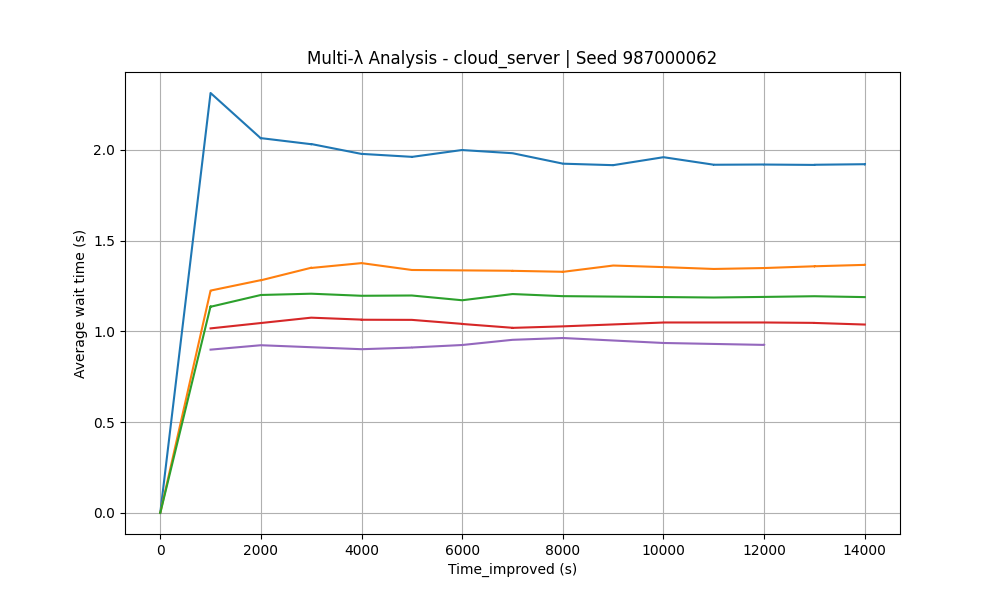 Multi-λ Analysis - cloud_server | Seed 987000062
Average wait time (s)
2.0
1.5
1.0
0.5
0.0
0 2000 4000 6000 8000 10000 12000 14000
Time_improved (s)